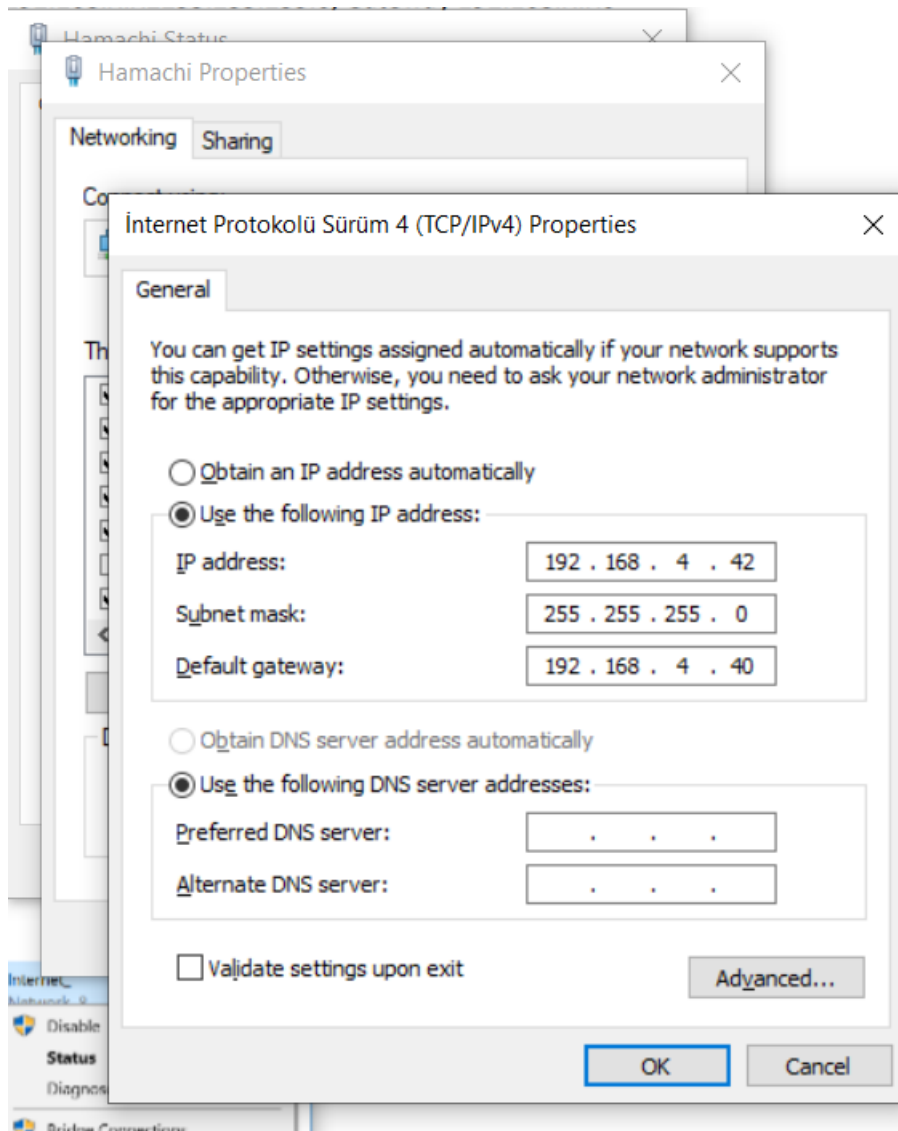 Hamachi Status
Hamachi Properties
Networking
Sharing
İnternet Protokolü Sürüm 4 (TCP/IPv4) Properties
General
Th
You can get IP settings assigned automatically if your network supports
this capability. Otherwise, you need to ask your network administrator
for the appropriate IP settings.
Obtain an IP address automatically
Use the following IP address:
IP address: 192 . 168 . 4 . 42
Subnet mask: 255 . 255 . 255 . 0
Default gateway: 192 . 168 . 4 . 40
Obtain DNS server address automatically
Use the following DNS server addresses:
Preferred DNS server: . . .
Alternate DNS server: . . .
Validate settings upon exit
Advanced...
Disable
Status
Diagnos
OK
Cancel